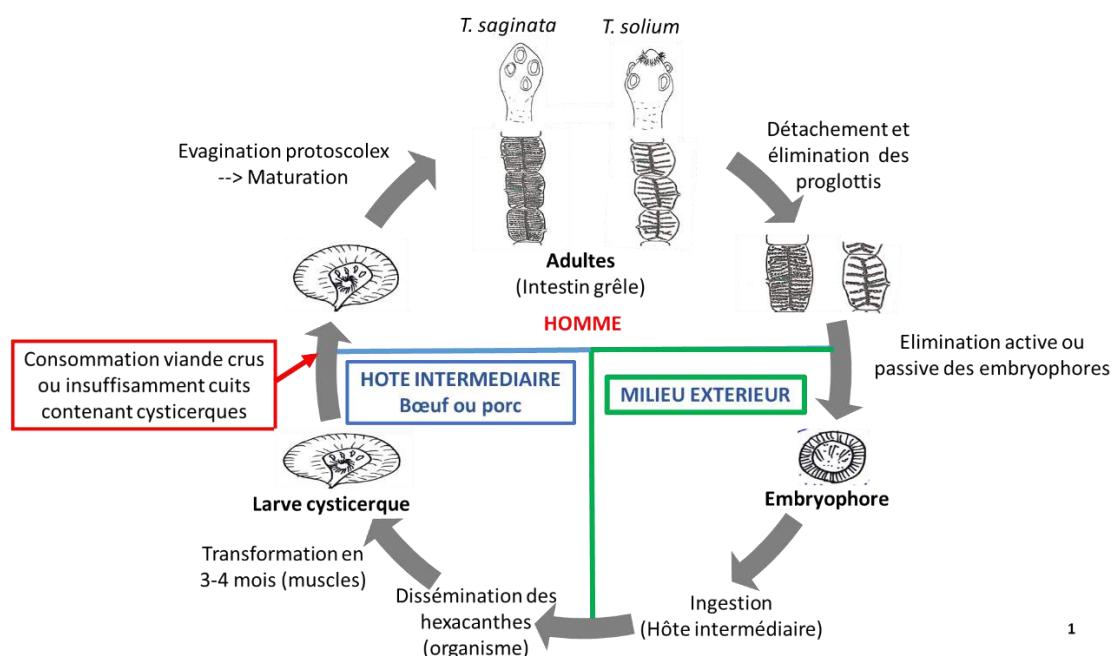 T. saginata
T. solium
Evagination protoscolex
--> Maturation
Détachement et
élimination des
proglottis
Adultes
(Intestin grêle)
HOMME
Consommation viande crus
ou insuffisamment cuits
contenant cysticerques
HOTE INTERMEDIAIRE
Bœuf ou porc
MILIEU EXTERIEUR
Elimination active ou
passive des embryophores
Larve cysticerque
Embryophore
Transformation en
3-4 mois (muscles)
Dissémination des
hexacanthes
(organisme)
Ingestion
(Hôte intermédiaire)
1